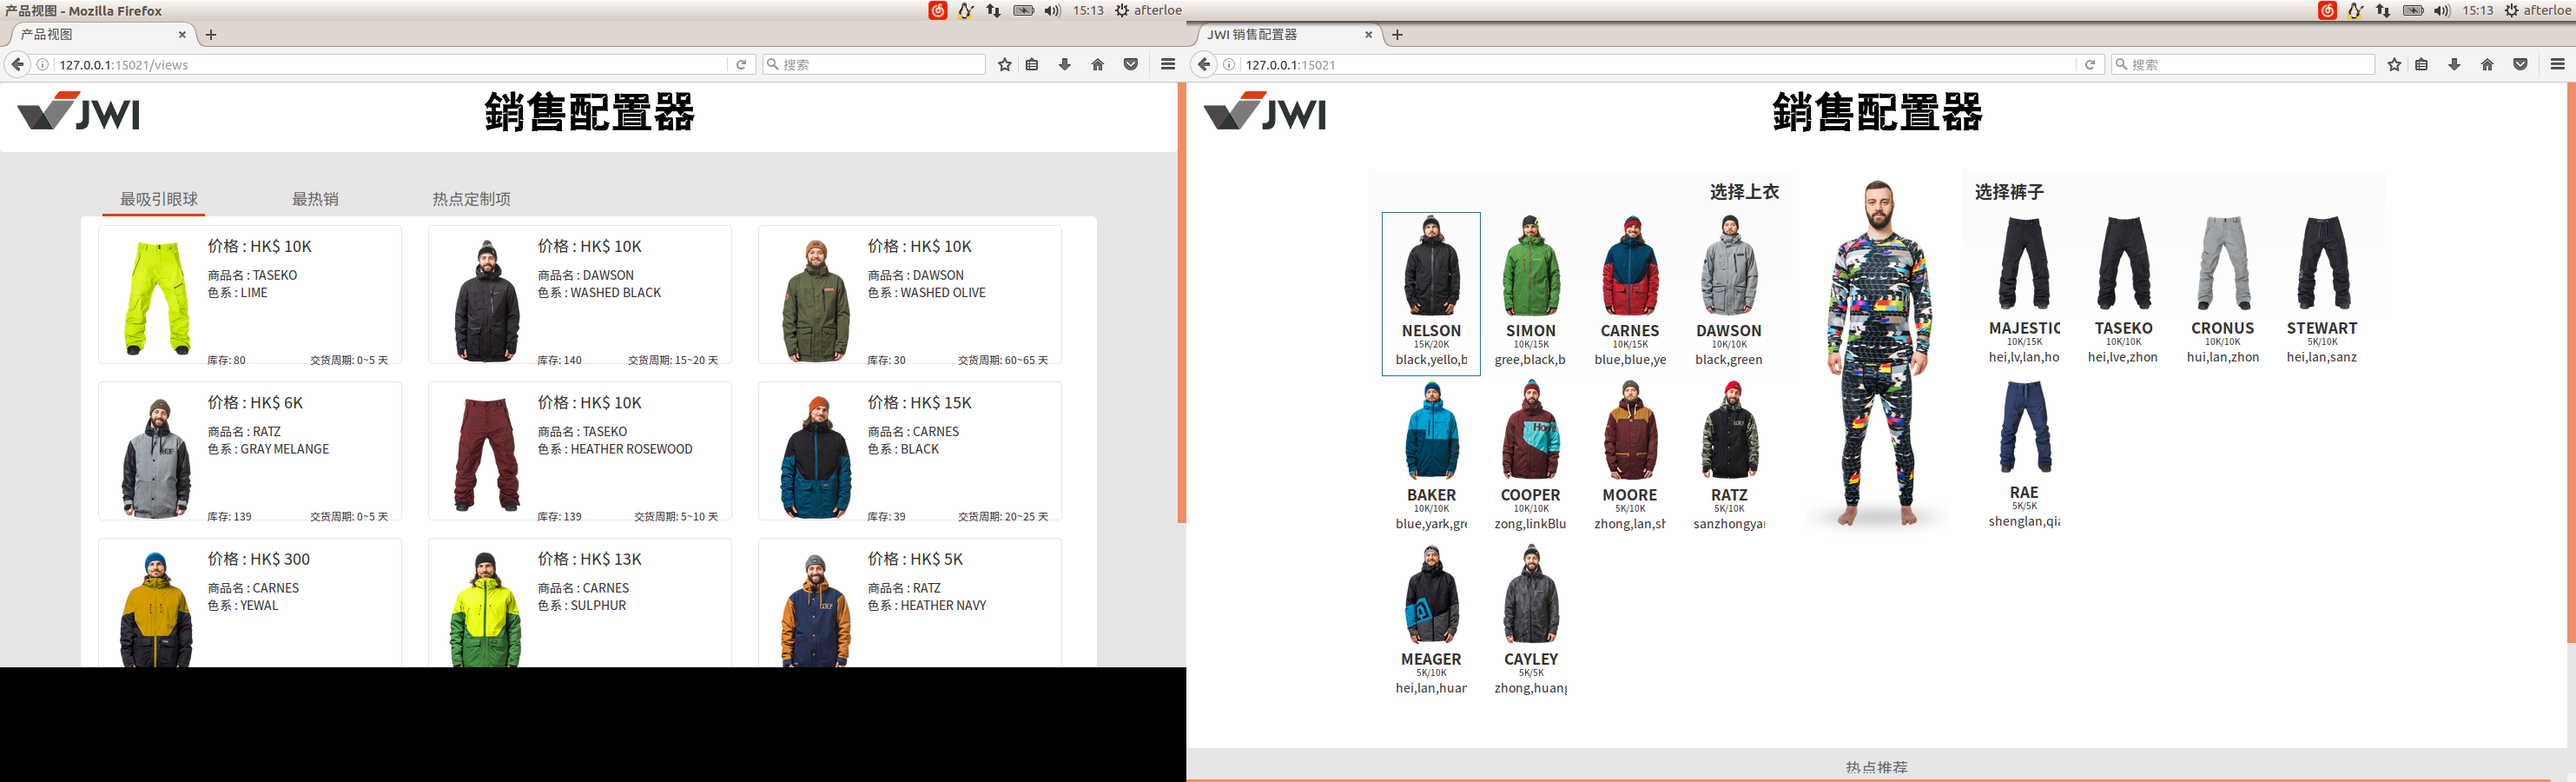 产品视图 - Mozilla Firefox
15:13
afterloe
产品视图
127.0.0.1:15021/views
搜索
JWI
銷售配置器
最吸引眼球
最热销
热点定制项
价格 : HK$ 10K
商品名 : TASEKO
色系 : LIME
库存: 80
交货周期: 0~5 天
价格 : HK$ 10K
商品名 : DAWSON
色系 : WASHED BLACK
库存: 140
交货周期: 15~20 天
价格 : HK$ 10K
商品名 : DAWSON
色系 : WASHED OLIVE
库存: 30
交货周期: 60~65 天
价格 : HK$ 6K
商品名 : RATZ
色系 : GRAY MELANGE
库存: 139
交货周期: 0~5 天
价格 : HK$ 10K
商品名 : TASEKO
色系 : HEATHER ROSEWOOD
库存: 139
交货周期: 5~10 天
价格 : HK$ 15K
商品名 : CARNES
色系 : BLACK
库存: 39
交货周期: 20~25 天
价格 : HK$ 300
商品名 : CARNES
色系 : YEWAL
价格 : HK$ 13K
商品名 : CARNES
色系 : SULPHUR
价格 : HK$ 5K
商品名 : RATZ
色系 : HEATHER NAVY
15:13
afterloe
JWI 销售配置器
127.0.0.1:15021
搜索
JWI
銷售配置器
选择上衣
NELSON
15K/20K
black,yello,b
SIMON
10K/15K
gree,black,b
CARNES
10K/15K
blue,blue,ye
DAWSON
10K/10K
black,green
BAKER
10K/10K
blue,yark,gre
COOPER
10K/10K
zong,linkBlu
MOORE
5K/10K
zhong,lan,sh
RATZ
5K/10K
sanzhongyan
MEAGER
5K/10K
hei,lan,huan
CAYLEY
5K/5K
zhong,huang
选择裤子
MAJESTIC
10K/15K
hei,lv,lan,ho
TASEKO
10K/10K
hei,lve,zhon
CRONUS
10K/10K
hui,lan,zhon
STEWART
5K/10K
hei,lan,sanz
RAE
5K/5K
shenglan,qia
热点推荐